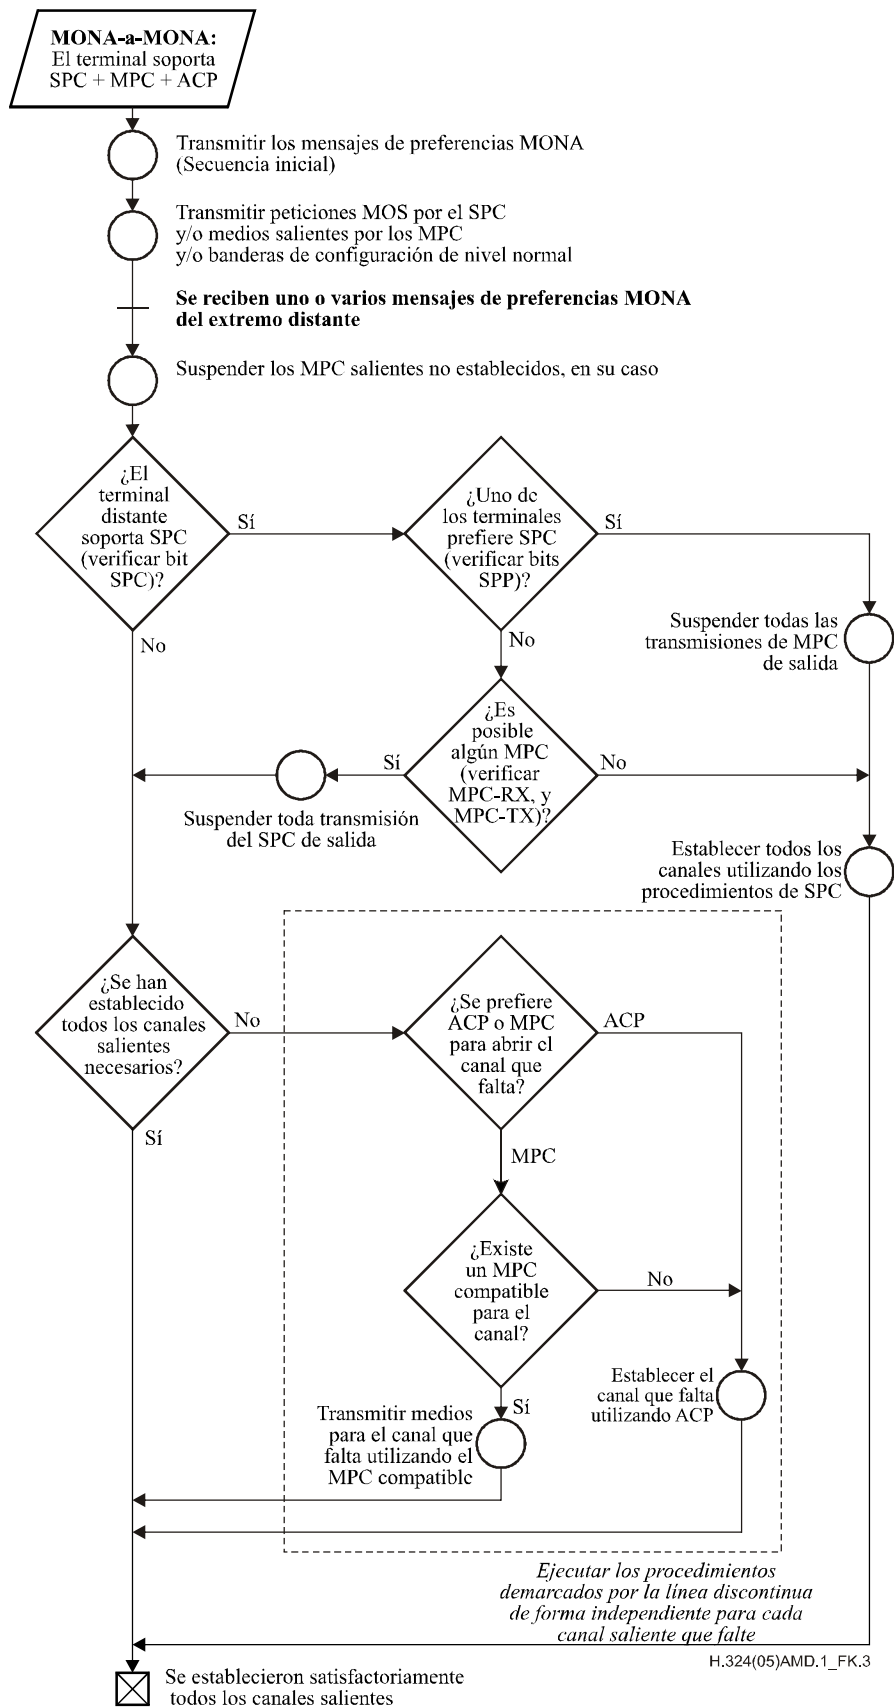 MONA-a-MONA:
El terminal soporta
SPC + MPC + ACP
Transmitir los mensajes de preferencias MONA
(Secuencia inicial)
Transmitir peticiones MOS por el SPC
y/o medios salientes por los MPC
y/o banderas de configuración de nivel normal
Se reciben uno o varios mensajes de preferencias MONA
del extremo distante
Suspender los MPC salientes no establecidos, en su caso
¿El
terminal
distante
soporta SPC
(verificar bit
SPC)?
Sí
No
¿Uno de
los terminales
prefiere SPC
(verificar bits
SPP)?
Sí
No
Suspender todas las
transmisiones de MPC
de salida
¿Es
posible
algún MPC
(verificar
MPC-RX, y
MPC-TX)?
Sí
No
Suspender toda transmisión
del SPC de salida
Establecer todos los
canales utilizando los
procedimientos de SPC
¿Se han
establecido
todos los canales
salientes
necesarios?
No
Sí
¿Se prefiere
ACP o MPC
para abrir el
canal que
falta?
ACP
MPC
¿Existe
un MPC
compatible
para el
canal?
No
Sí
Establecer el
canal que falta
utilizando ACP
Transmitir medios
para el canal que
falta utilizando el
MPC compatible
Ejecutar los procedimientos
demarcados por la línea discontinua
de forma independiente para cada
canal saliente que falte
H.324(05)AMD.1_FK.3
Se establecieron satisfactoriamente
todos los canales salientes